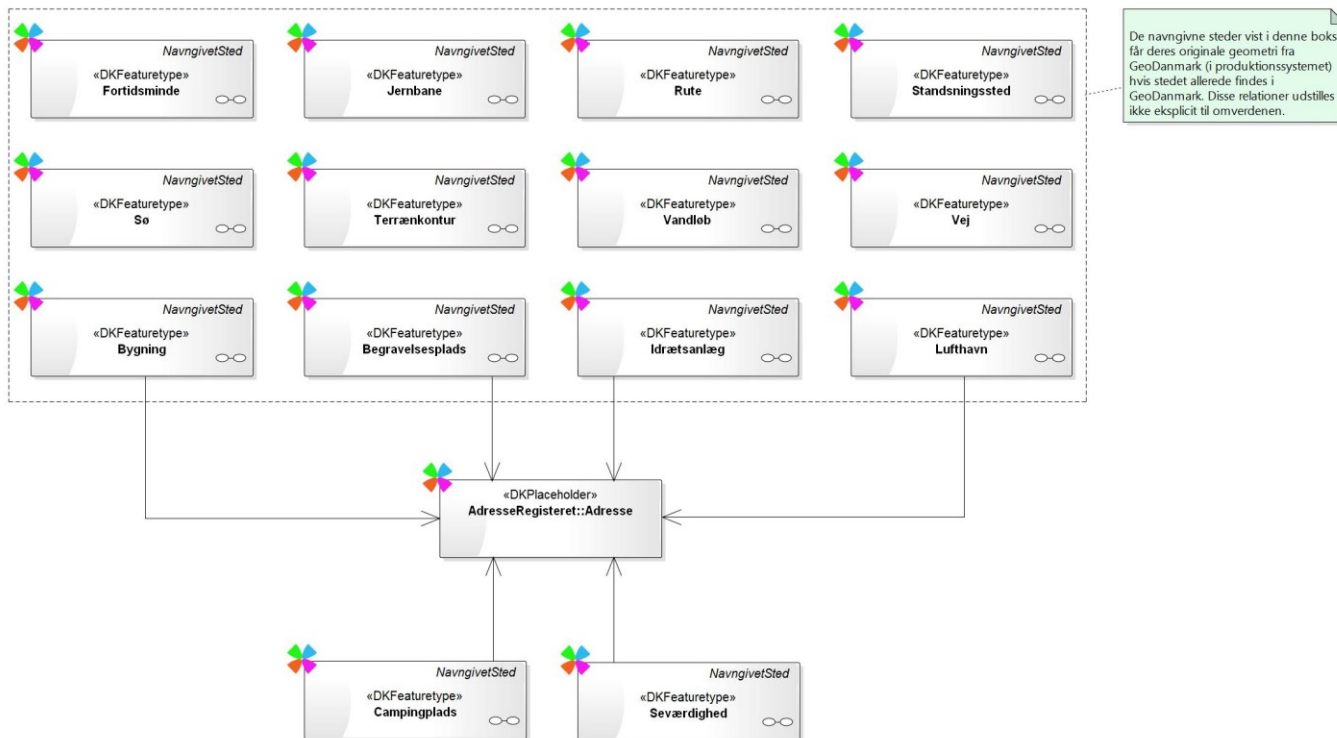 NavngivetSted
«DKFeaturetype»
Fortidsminde
NavngivetSted
«DKFeaturetype»
Jernbane
NavngivetSted
«DKFeaturetype»
Rute
NavngivetSted
«DKFeaturetype»
Standsningssted
De navngivne steder vist i denne boks
får deres originale geometri fra
GeoDanmark (i produktionssystemet)
hvis stedet allerede findes i
GeoDanmark. Disse relationer udstilles
ikke eksplicit til omverdenen.
NavngivetSted
«DKFeaturetype»
Sø
NavngivetSted
«DKFeaturetype»
Terrænkontur
NavngivetSted
«DKFeaturetype»
Vandløb
NavngivetSted
«DKFeaturetype»
Vej
NavngivetSted
«DKFeaturetype»
Bygning
NavngivetSted
«DKFeaturetype»
Begravelsesplads
NavngivetSted
«DKFeaturetype»
Idrætsanlæg
NavngivetSted
«DKFeaturetype»
Lufthavn
«DKPlaceholder»
AdresseRegisteret::Adresse
NavngivetSted
«DKFeaturetype»
Campingplads
NavngivetSted
«DKFeaturetype»
Seværdighed